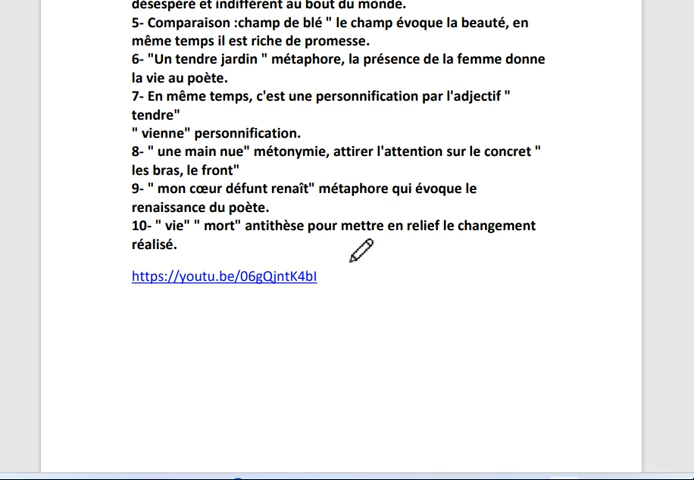 désespéré et indifférent au bout du monde.
5- Comparaison :champ de blé " le champ évoque la beauté, en
même temps il est riche de promesse.
6- "Un tendre jardin " métaphore, la présence de la femme donne
la vie au poète.
7- En même temps, c'est une personnification par l'adjectif "
tendre"
" vienne" personnification.
8- " une main nue" métonymie, attirer l'attention sur le concret "
les bras, le front"
9- " mon cœur défunt renaît" métaphore qui évoque le
renaissance du poète.
10- " vie" " mort" antithèse pour mettre en relief le changement
réalisé.
https://youtu.be/06gQjntK4bI